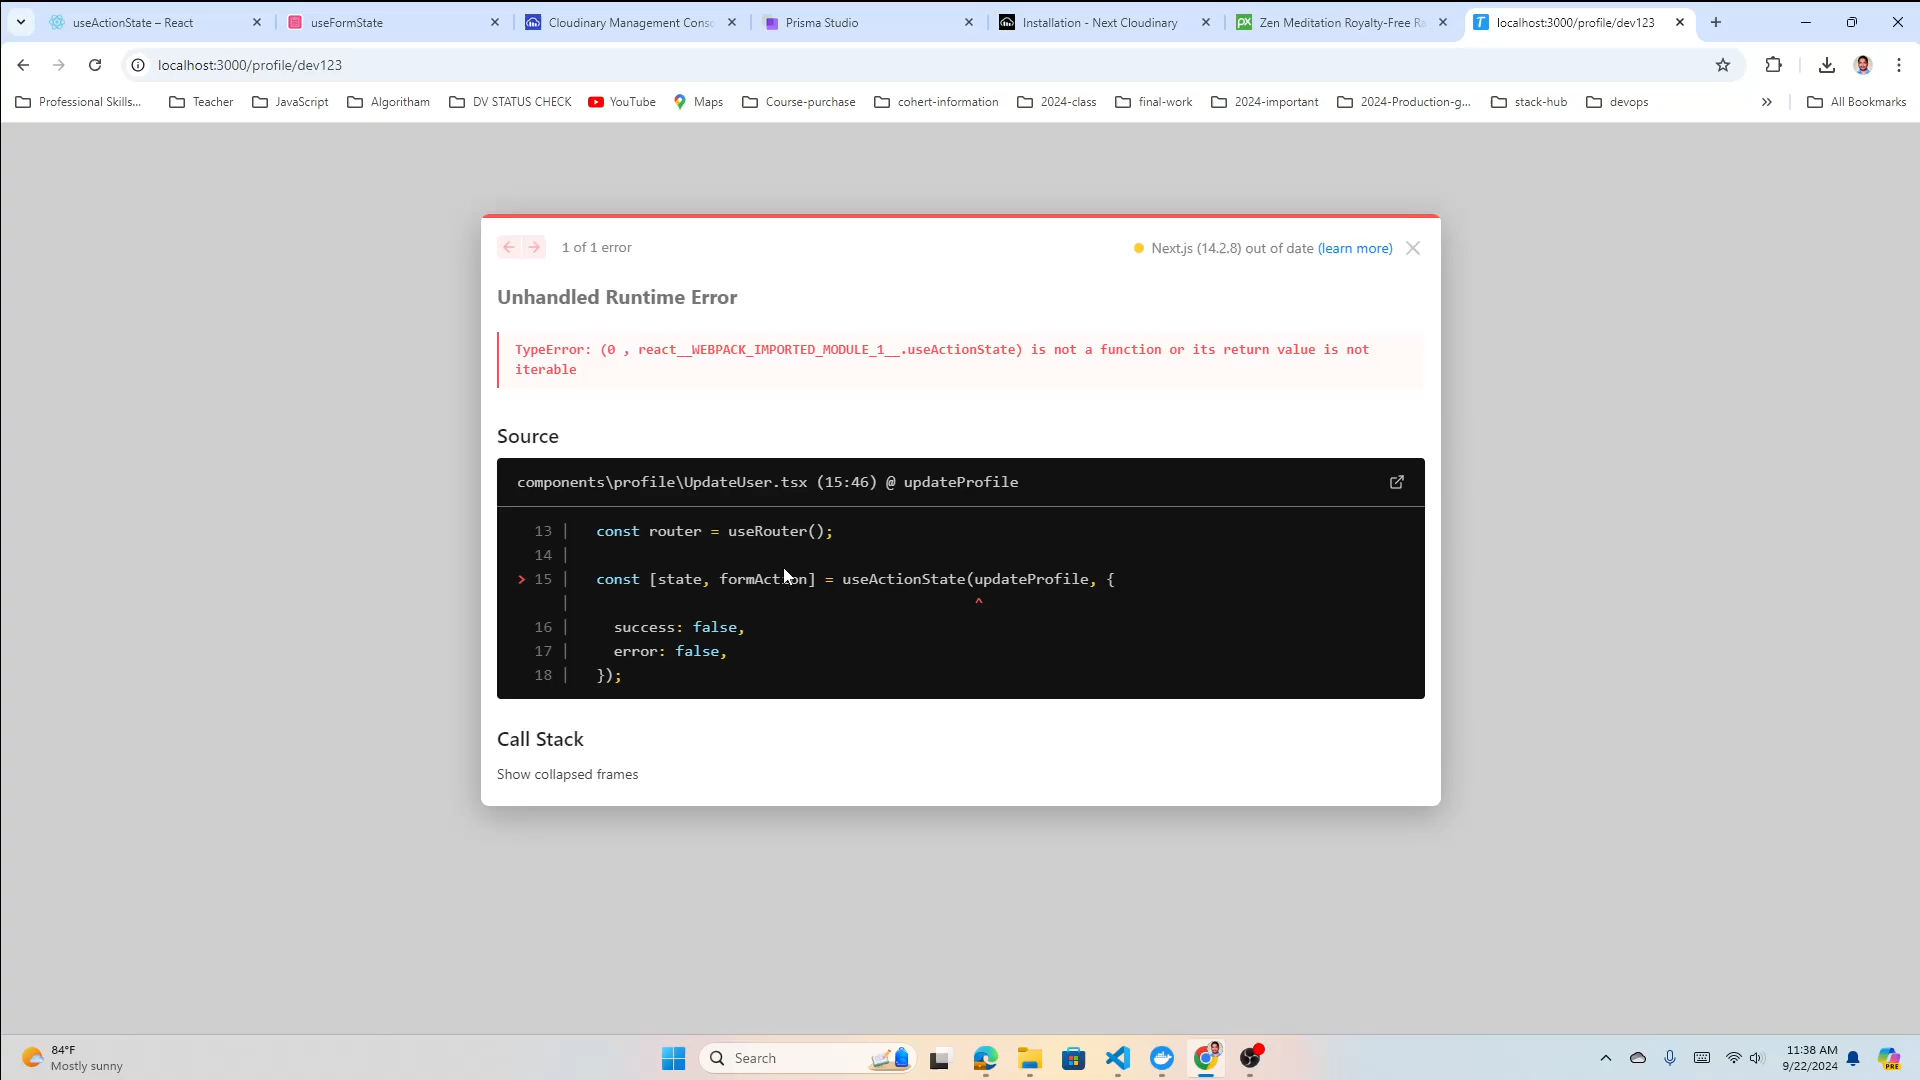 useActionState – React
useFormState
Cloudinary Management Conso
Prisma Studio
Installation - Next Cloudinary
Zen Meditation Royalty-Free Ra
localhost:3000/profile/dev123
localhost:3000/profile/dev123
Professional Skills...
Teacher
JavaScript
Algoritham
DV STATUS CHECK
YouTube
Maps
Course-purchase
cohert-information
2024-class
final-work
2024-important
2024-Production-g...
stack-hub
devops
All Bookmarks
1 of 1 error
Next.js (14.2.8) out of date (learn more)
Unhandled Runtime Error
TypeError: (0 , react__WEBPACK_IMPORTED_MODULE_1__.useActionState) is not a function or its return value is not
iterable
Source
components\profile\UpdateUser.tsx (15:46) @ updateProfile
13 | const router = useRouter();
14 |
> 15 | const [state, formAction] = useActionState(updateProfile, {
| ^
16 | success: false,
17 | error: false,
18 | });
Call Stack
Show collapsed frames
84°F
Mostly sunny
Search
11:38 AM
9/22/2024
PRE